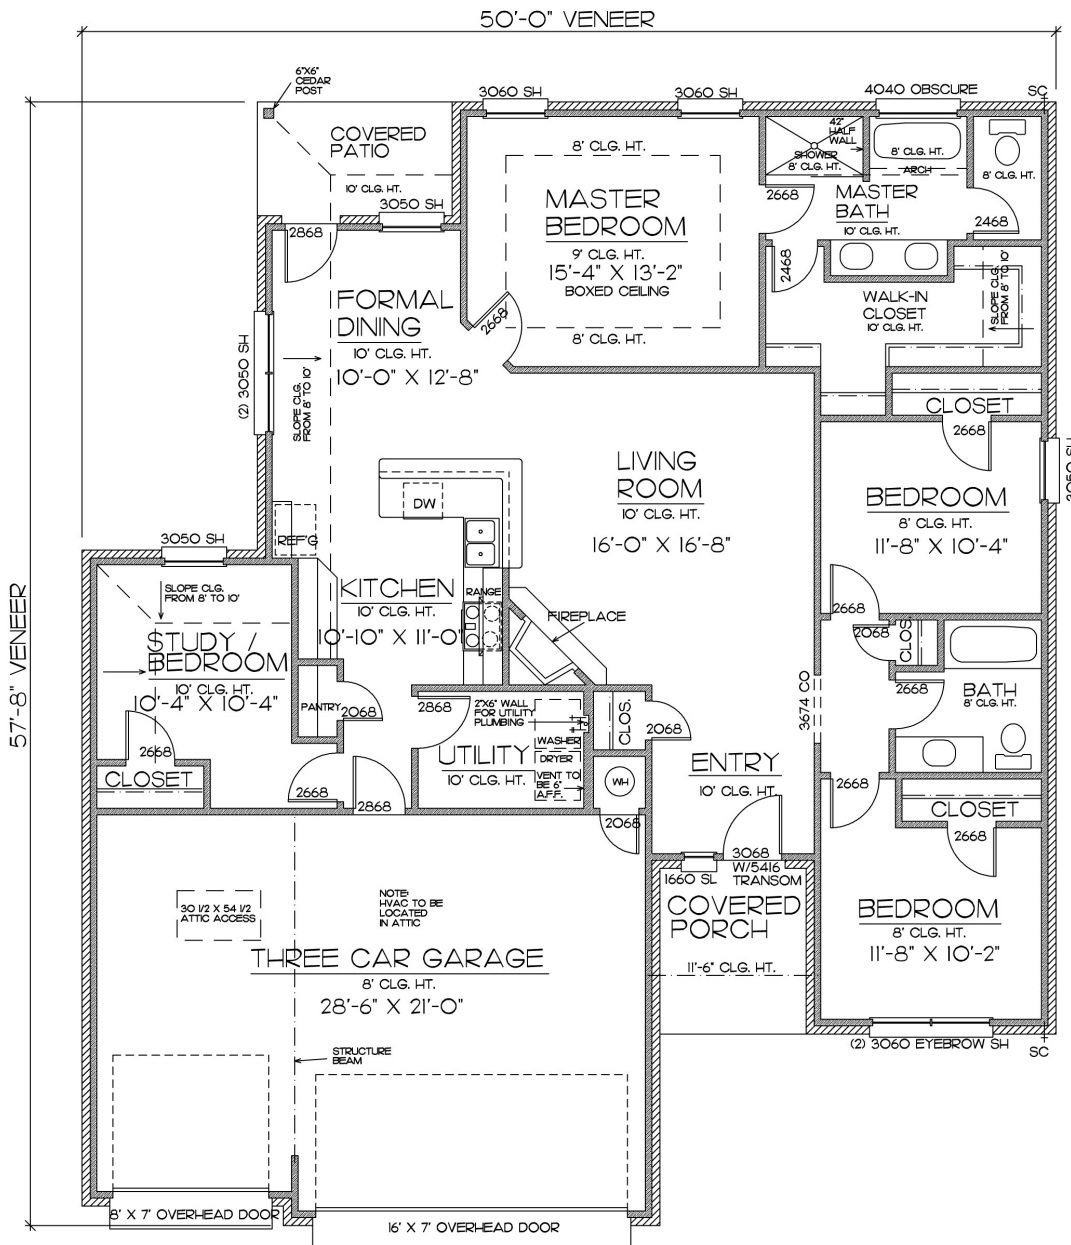 50'-0" VENEER
6"X6"
CEDAR
POST
3060 SH
3060 SH
4040 OBSCURE
SC
COVERED
PATIO
10' CLG. HT.
3050 SH
8' CLG. HT.
MASTER
BEDROOM
9' CLG. HT.
15'-4" X 13'-2"
BOXED CEILING
8' CLG. HT.
42"
HALF
WALL
SHOWER
8' CLG. HT.
8' CLG. HT.
ARCH
8' CLG. HT.
2668
MASTER
BATH
10' CLG. HT.
2468
2468
2868
FORMAL
DINING
10' CLG. HT.
10'-0" X 12'-8"
2668
WALK-IN
CLOSET
10' CLG. HT.
SLOPE CLG.
FROM 8' TO 10'
(2) 3050 SH
SLOPE CLG.
FROM 8' TO 10'
CLOSET
2668
3050 SH
LIVING
ROOM
10' CLG. HT.
16'-0" X 16'-8"
BEDROOM
8' CLG. HT.
11'-8" X 10'-4"
DW
REF'G
3050 SH
KITCHEN
10' CLG. HT.
10'-10" X 11'-0"
RANGE
FIREPLACE
SLOPE CLG.
FROM 8' TO 10'
STUDY /
BEDROOM
10' CLG. HT.
10'-4" X 10'-4"
57'-8" VENEER
2668
2068
CLOS.
2668
BATH
8' CLG. HT.
3674 CO
PANTRY
2068
2868
2"X6" WALL
FOR UTILITY
PLUMBING
CLOS.
2068
2668
CLOSET
UTILITY
10' CLG. HT.
WASHER
DRYER
VENT TO
BE 6"
A.F.F.
WH
ENTRY
10' CLG. HT.
2668
2868
2668
CLOSET
2668
2068
3068
W/5416
TRANSOM
1660 SL
COVERED
PORCH
11'-6" CLG. HT.
BEDROOM
8' CLG. HT.
11'-8" X 10'-2"
30 1/2 X 54 1/2
ATTIC ACCESS
NOTE:
HVAC TO BE
LOCATED
IN ATTIC
THREE CAR GARAGE
8' CLG. HT.
28'-6" X 21'-0"
STRUCTURE
BEAM
(2) 3060 EYEBROW SH
SC
8' X 7' OVERHEAD DOOR
16' X 7' OVERHEAD DOOR